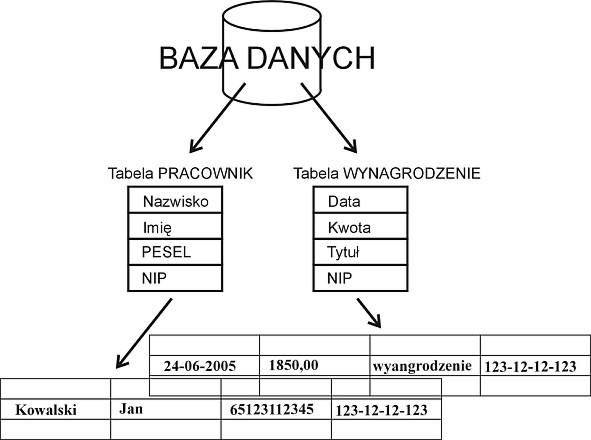 BAZA DANYCH
Tabela PRACOWNIK
Nazwisko
Imię
PESEL
NIP
Tabela WYNAGRODZENIE
Data
Kwota
Tytuł
NIP
24-06-2005 1850,00 wyangrodzenie 123-12-12-123
Kowalski Jan 65123112345 123-12-12-123